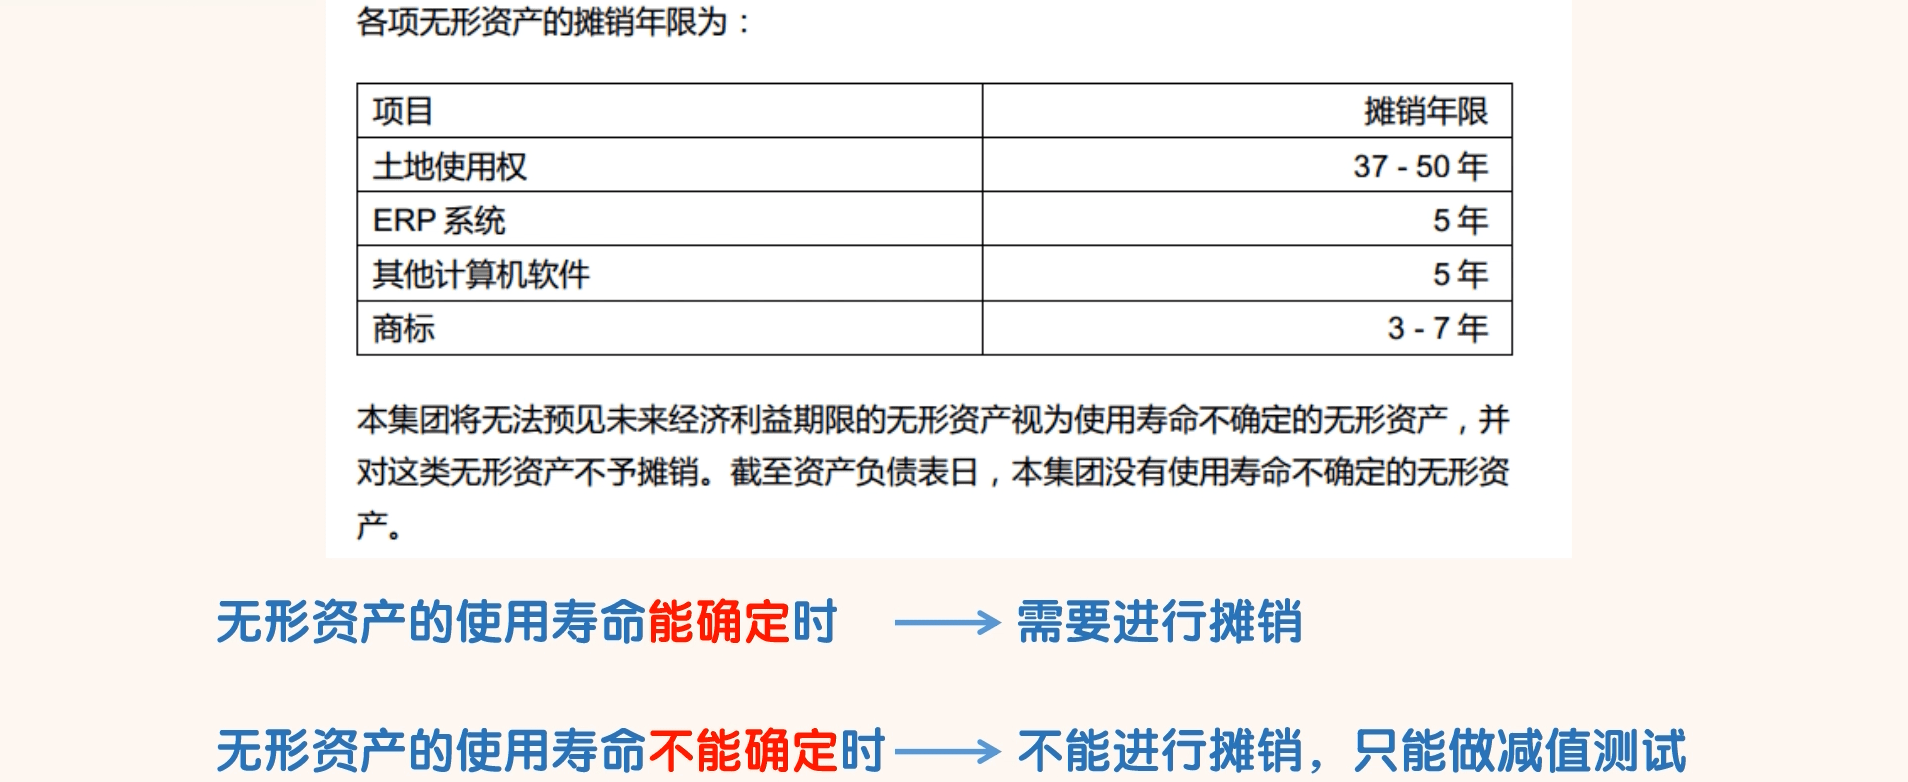 各项无形资产的摊销年限为：
项目 摊销年限
土地使用权 37 - 50 年
ERP 系统 5 年
其他计算机软件 5 年
商标 3 - 7 年
本集团将无法预见未来经济利益期限的无形资产视为使用寿命不确定的无形资产，并
对这类无形资产不予摊销。截至资产负债表日，本集团没有使用寿命不确定的无形资
产。
无形资产的使用寿命能确定时 → 需要进行摊销
无形资产的使用寿命不能确定时 → 不能进行摊销，只能做减值测试